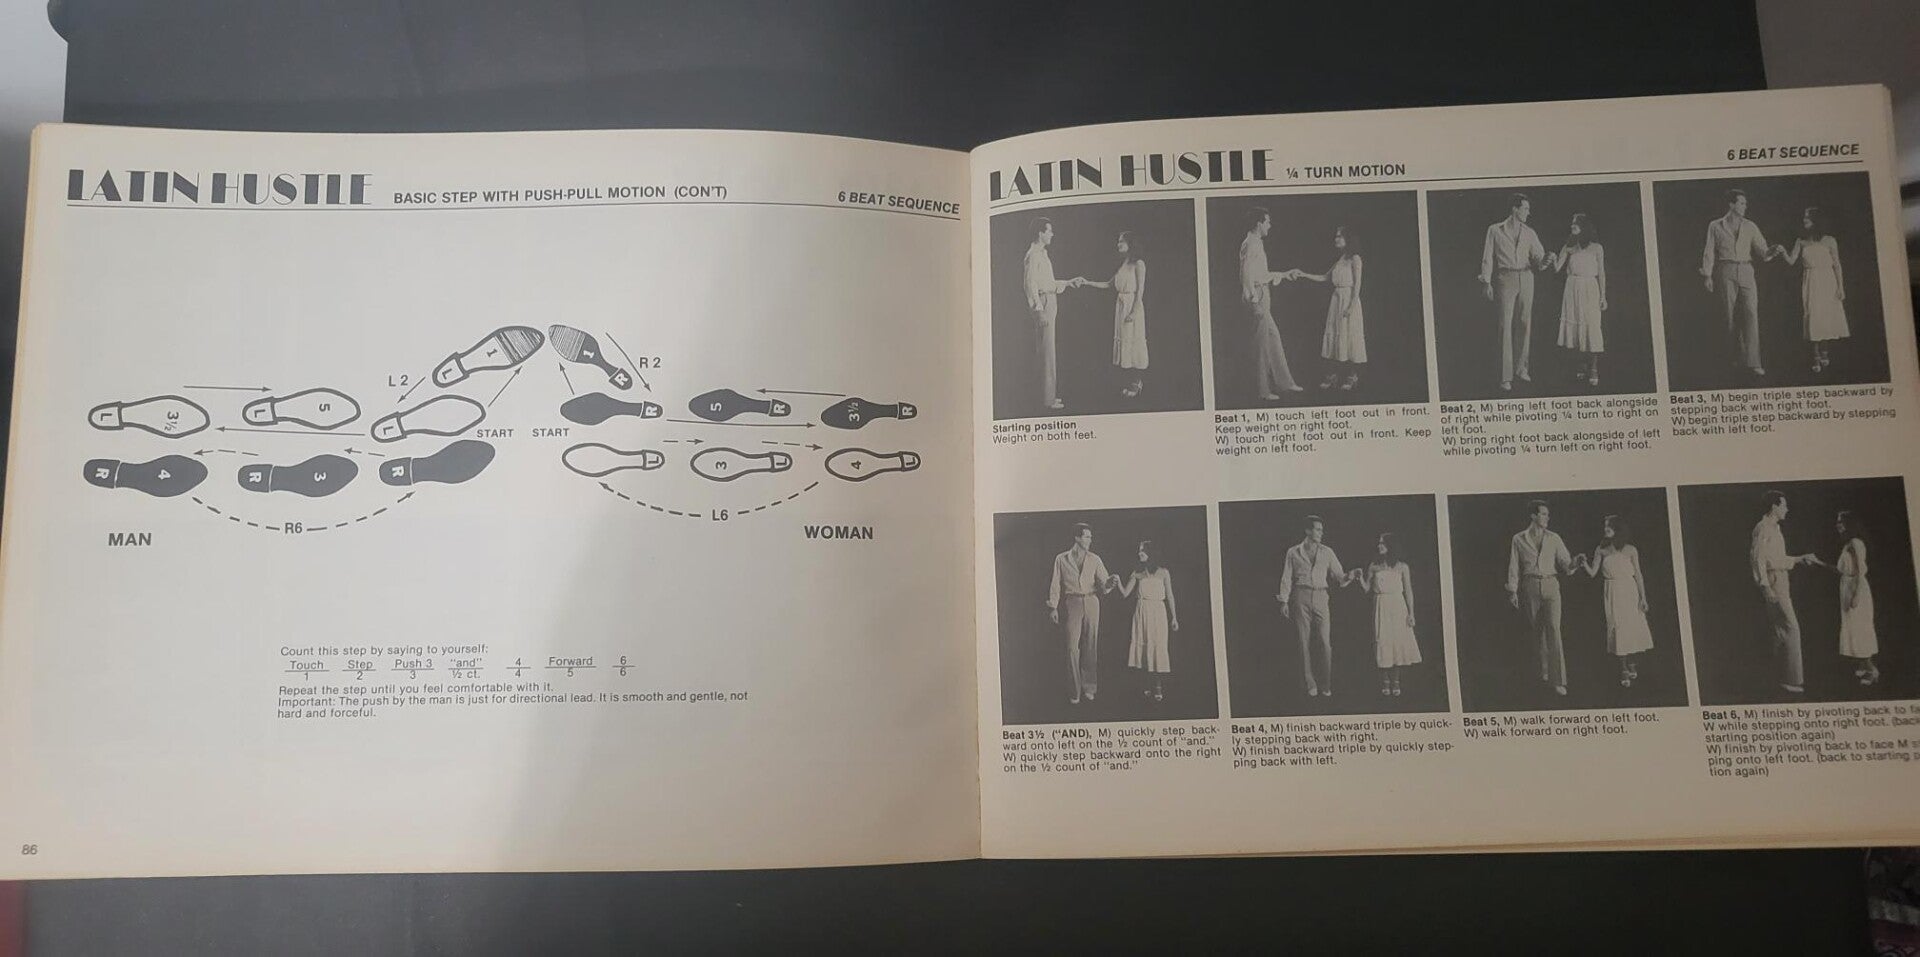 LATIN HUSTLE BASIC STEP WITH PUSH-PULL MOTION (CON'T) 6 BEAT SEQUENCE
L 1
1 R
R 2
L 2
L 3½
L 5
L
START
START
R
5 R
3½ R
R 4
R 3
R
L
3 L
4 L
R6
L6
MAN
WOMAN
Count this step by saying to yourself:
Touch Step Push 3 "and" 4 Forward 6
1 2 3 ½ ct. 4 5 6
Repeat the step until you feel comfortable with it.
Important: The push by the man is just for directional lead. It is smooth and gentle, not
hard and forceful.
86
LATIN HUSTLE ¼ TURN MOTION 6 BEAT SEQUENCE
Starting position
Weight on both feet.
Beat 1, M) touch left foot out in front.
Keep weight on right foot.
W) touch right foot out in front. Keep
weight on left foot.
Beat 2, M) bring left foot back alongside
of right while pivoting ¼ turn to right on
left foot.
W) bring right foot back alongside of left
while pivoting ¼ turn left on right foot.
Beat 3, M) begin triple step backward by
stepping back with right foot.
W) begin triple step backward by stepping
back with left foot.
Beat 3½ ("AND), M) quickly step back-
ward onto left on the ½ count of "and."
W) quickly step backward onto the right
on the ½ count of "and."
Beat 4, M) finish backward triple by quick-
ly stepping back with right.
W) finish backward triple by quickly step-
ping back with left.
Beat 5, M) walk forward on left foot.
W) walk forward on right foot.
Beat 6, M) finish by pivoting back to
W while stepping onto right foot. (back
starting position again)
W) finish by pivoting back to face M
ping onto left foot. (back to starting
tion again)